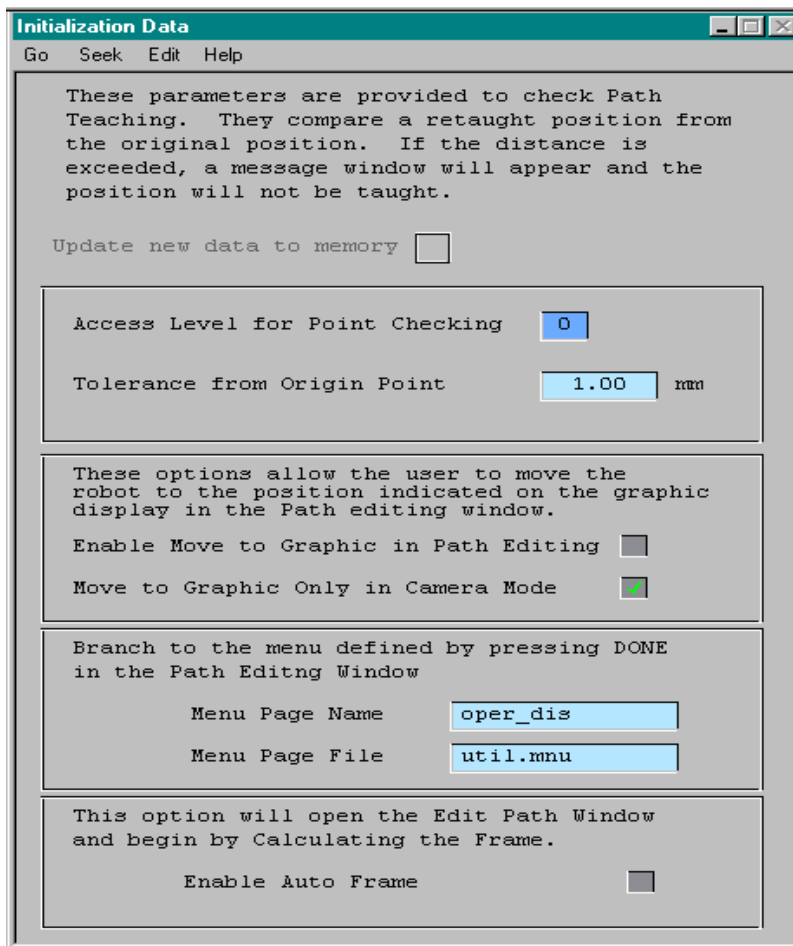 Initialization Data
Go Seek Edit Help
These parameters are provided to check Path
Teaching. They compare a retaught position from
the original position. If the distance is
exceeded, a message window will appear and the
position will not be taught.
Update new data to memory
Access Level for Point Checking 0
Tolerance from Origin Point 1.00 mm
These options allow the user to move the
robot to the position indicated on the graphic
display in the Path editing window.
Enable Move to Graphic in Path Editing
Move to Graphic Only in Camera Mode
Branch to the menu defined by pressing DONE
in the Path Editng Window
Menu Page Name oper_dis
Menu Page File util.mnu
This option will open the Edit Path Window
and begin by Calculating the Frame.
Enable Auto Frame